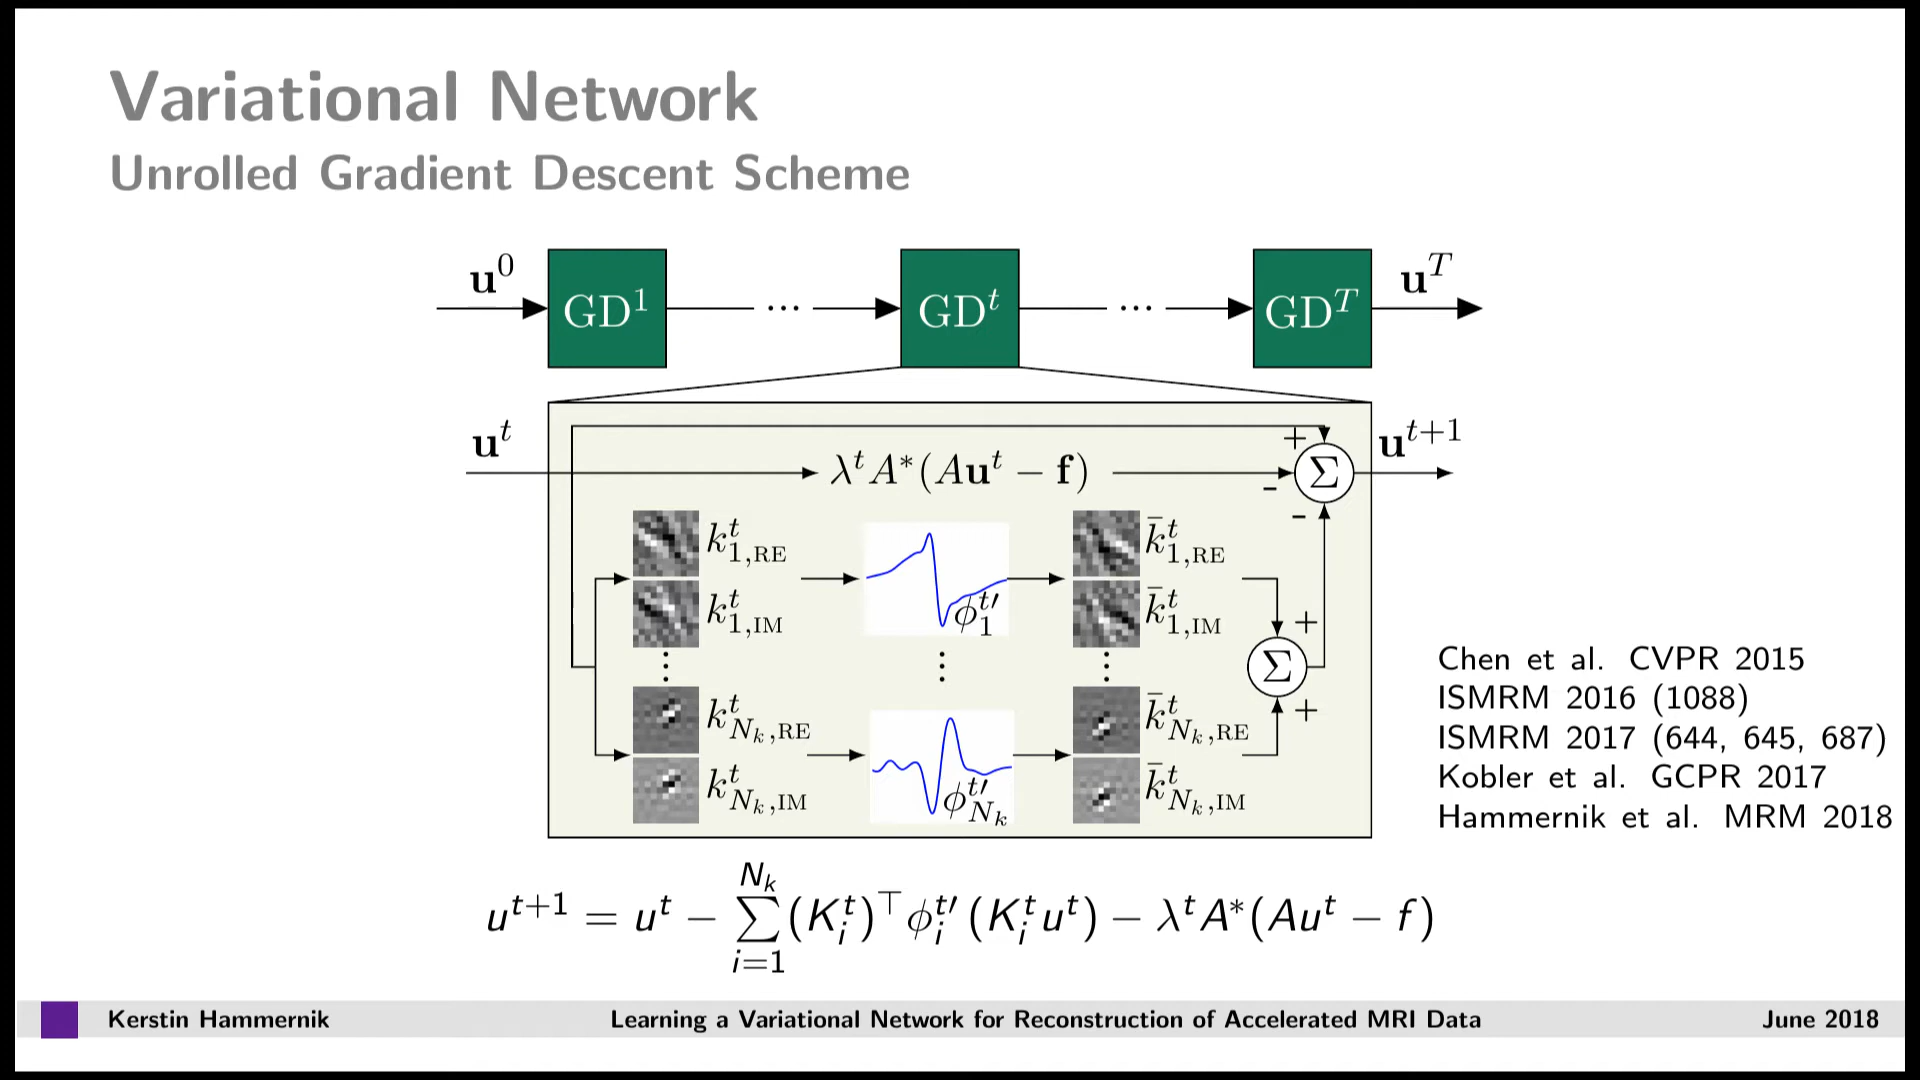 Variational Network
Unrolled Gradient Descent Scheme
u^0 GD^1 ... GD^t ... GD^T u^T
u^t λ^t A*(Au^t − f) + - - Σ u^{t+1}
k^t_{1,RE} k̄^t_{1,RE}
k^t_{1,IM} ϕ^{t′}_1 k̄^t_{1,IM} +
⋮ ⋮ ⋮ Σ
k^t_{N_k,RE} k̄^t_{N_k,RE} +
k^t_{N_k,IM} ϕ^{t′}_{N_k} k̄^t_{N_k,IM}
Chen et al. CVPR 2015
ISMRM 2016 (1088)
ISMRM 2017 (644, 645, 687)
Kobler et al. GCPR 2017
Hammernik et al. MRM 2018
u^{t+1} = u^t − ∑_{i=1}^{N_k} (K^t_i)^⊤ ϕ^{t′}_i (K^t_i u^t) − λ^t A*(Au^t − f)
Kerstin Hammernik Learning a Variational Network for Reconstruction of Accelerated MRI Data June 2018